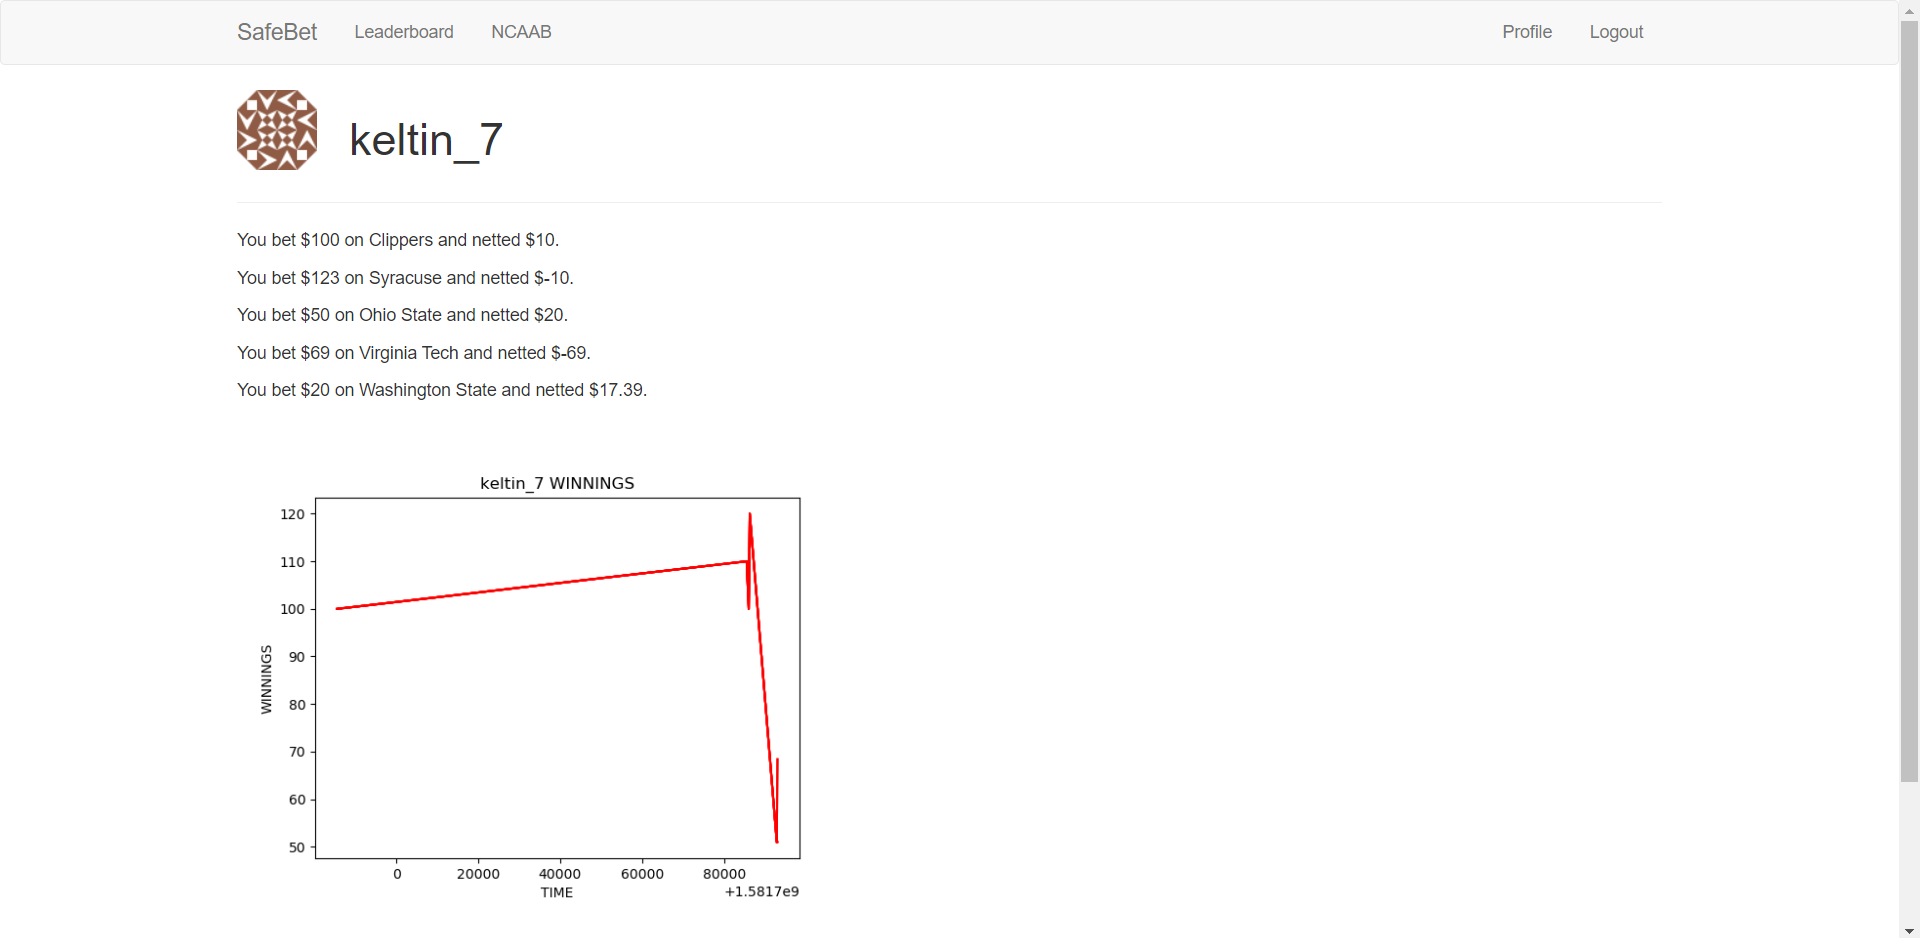 SafeBet Leaderboard NCAAB Profile Logout
keltin_7
You bet $100 on Clippers and netted $10.
You bet $123 on Syracuse and netted $-10.
You bet $50 on Ohio State and netted $20.
You bet $69 on Virginia Tech and netted $-69.
You bet $20 on Washington State and netted $17.39.
keltin_7 WINNINGS
120
110
100
90
80
70
60
50
WINNINGS
0 20000 40000 60000 80000
TIME
+1.5817e9